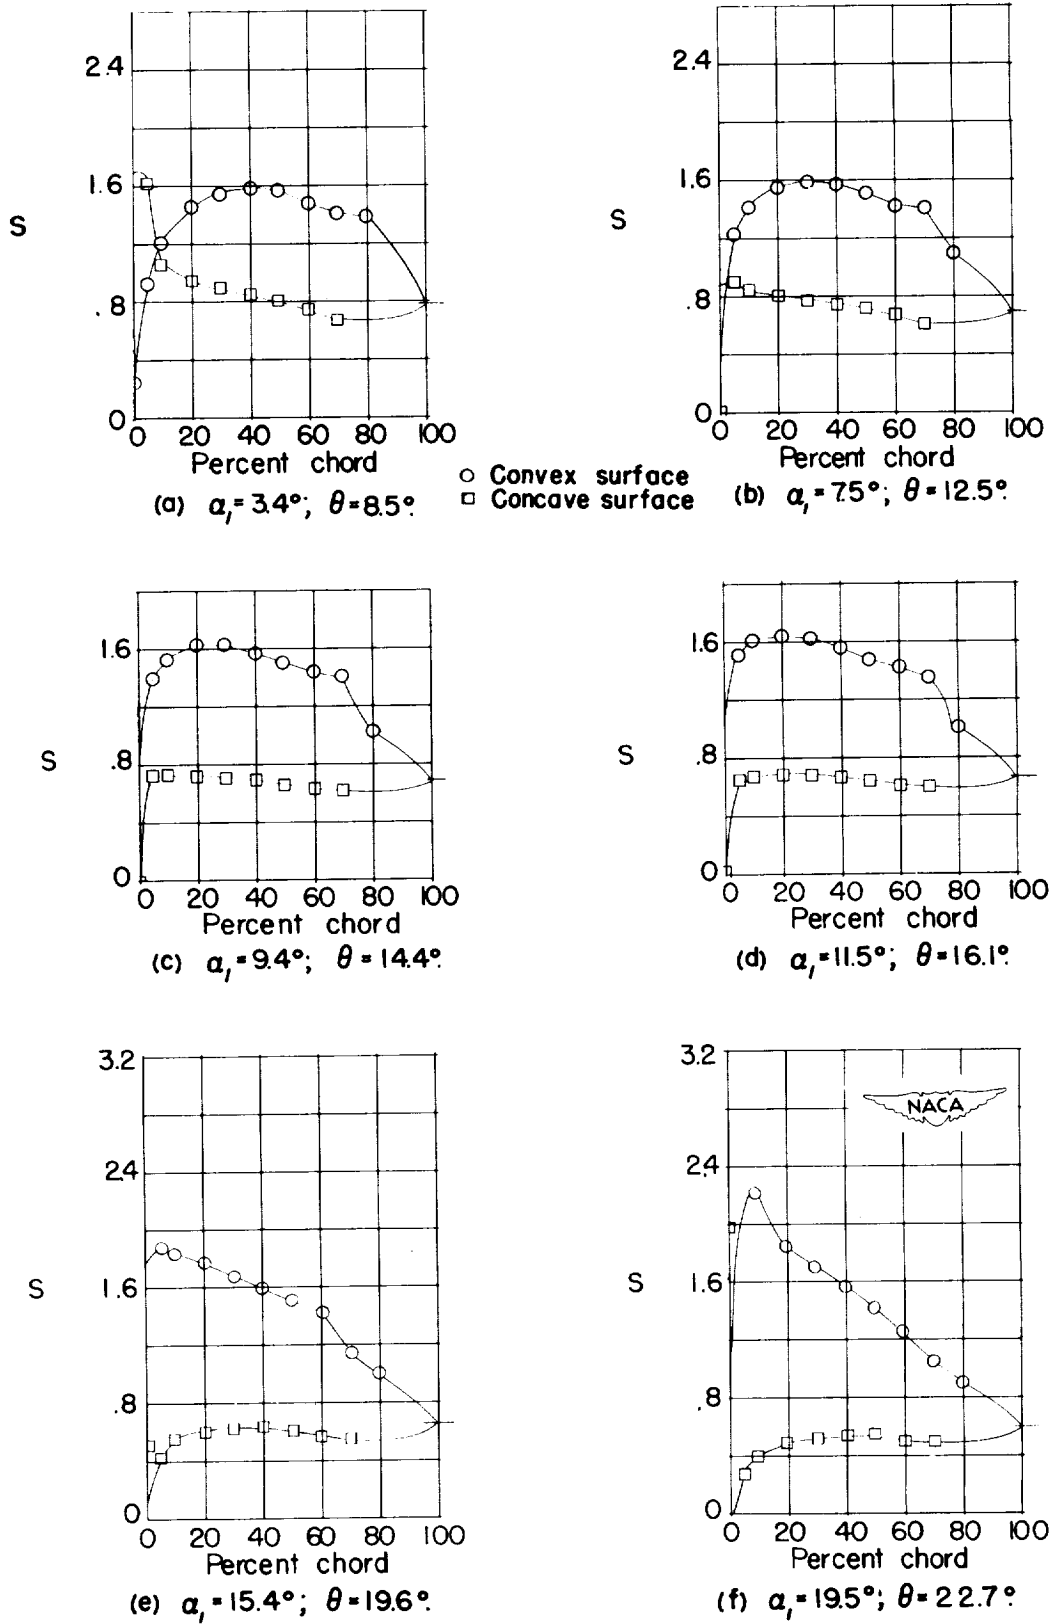 2.4
1.6
S
.8
0
0 20 40 60 80 100
Percent chord
(a) α₁ = 3.4°; θ = 8.5°.
2.4
1.6
S
.8
0
0 20 40 60 80 100
Percent chord
(b) α₁ = 7.5°; θ = 12.5°.
○ Convex surface
□ Concave surface
1.6
S
.8
0
0 20 40 60 80 100
Percent chord
(c) α₁ = 9.4°; θ = 14.4°.
1.6
S
.8
0
0 20 40 60 80 100
Percent chord
(d) α₁ = 11.5°; θ = 16.1°.
3.2
2.4
1.6
S
.8
0
0 20 40 60 80 100
Percent chord
(e) α₁ = 15.4°; θ = 19.6°.
3.2
NACA
2.4
1.6
S
.8
0
0 20 40 60 80 100
Percent chord
(f) α₁ = 19.5°; θ = 22.7°.